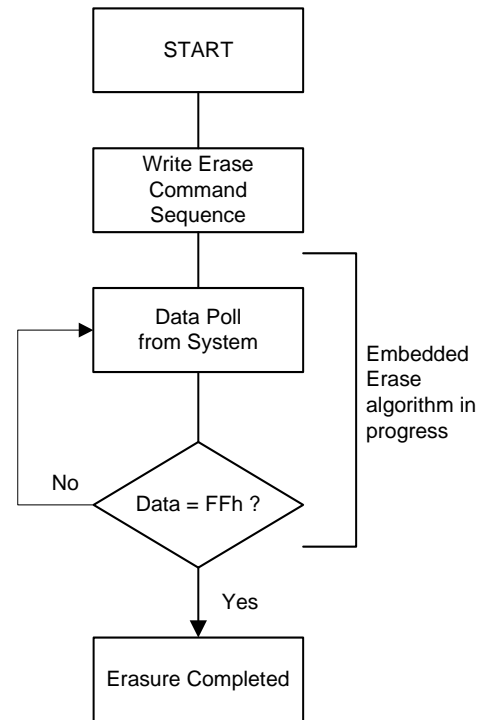 START
Write Erase
Command
Sequence
Data Poll
from System
Embedded
Erase
algorithm in
progress
No
Data = FFh ?
Yes
Erasure Completed